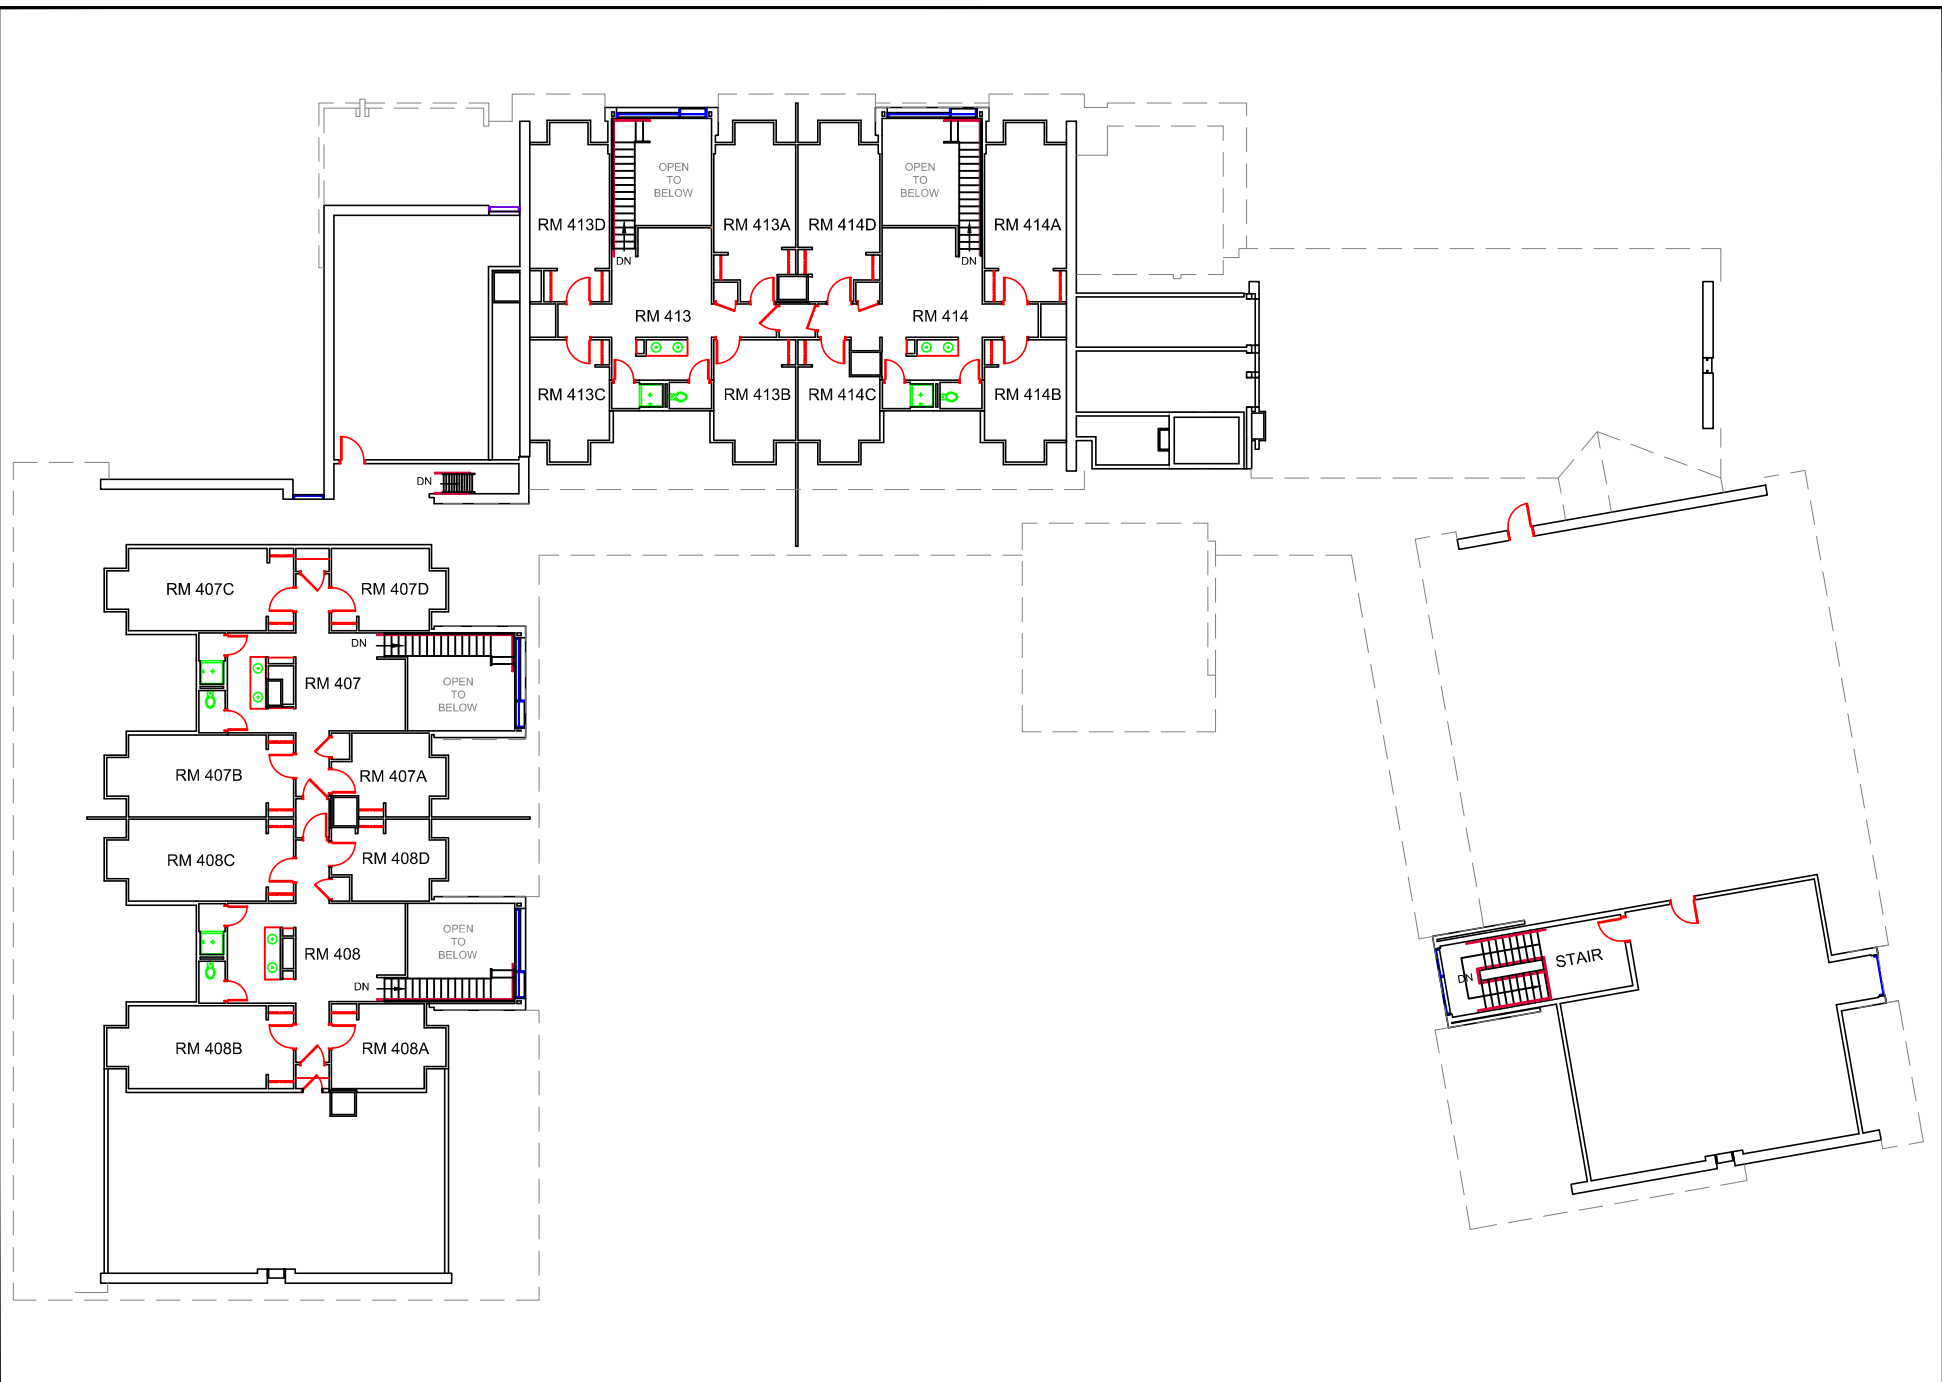 OPEN
TO
BELOW
OPEN
TO
BELOW
RM 413D
RM 413A
RM 414D
RM 414A
DN
DN
RM 413
RM 414
RM 413C
RM 413B
RM 414C
RM 414B
DN
RM 407C
RM 407D
DN
RM 407
OPEN
TO
BELOW
RM 407B
RM 407A
RM 408C
RM 408D
OPEN
TO
BELOW
RM 408
DN
STAIR
DN
RM 408B
RM 408A